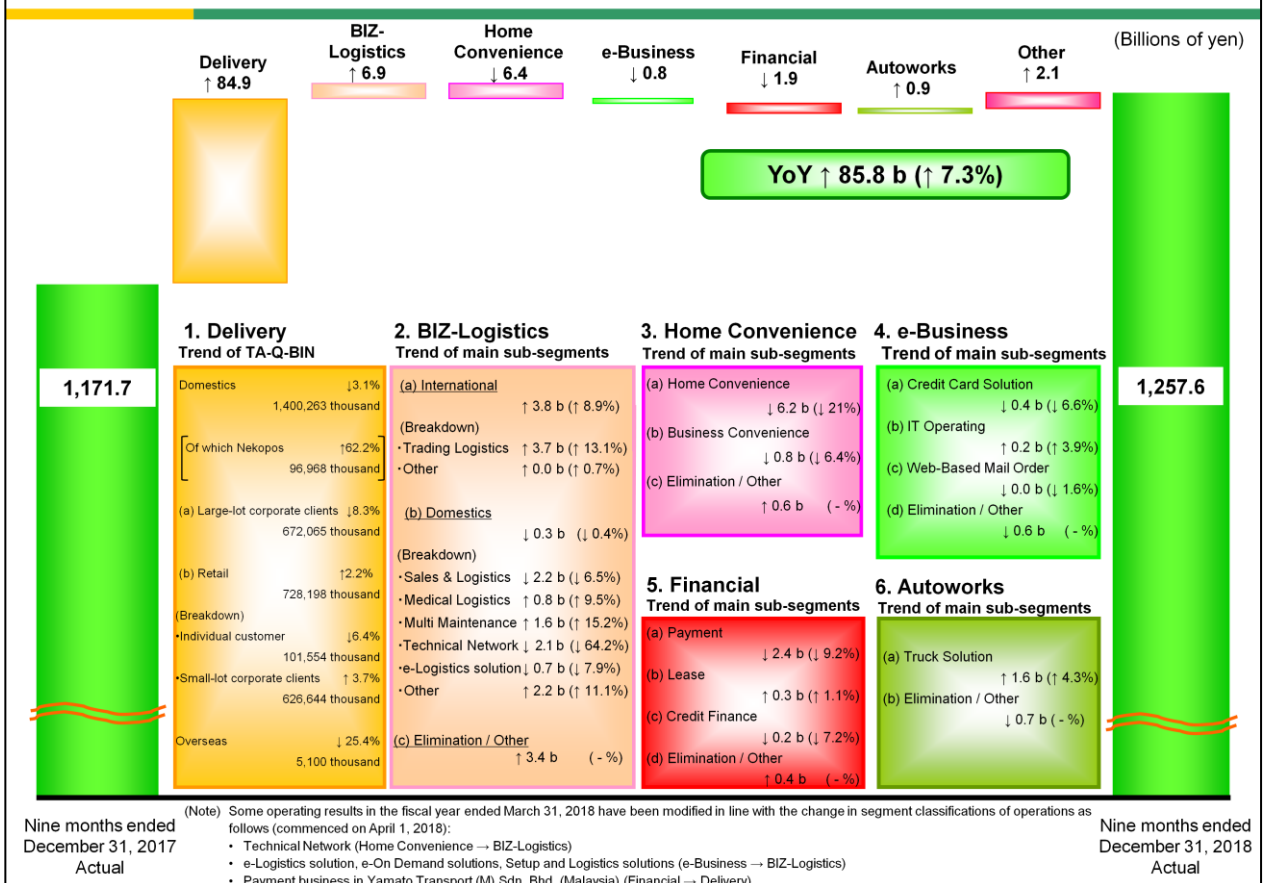 (Billions of yen)
Delivery
↑ 84.9
BIZ-
Logistics
↑ 6.9
Home
Convenience
↓ 6.4
e-Business
↓ 0.8
Financial
↓ 1.9
Autoworks
↑ 0.9
Other
↑ 2.1
YoY ↑ 85.8 b (↑ 7.3%)
1,171.7
1,257.6
1. Delivery
Trend of TA-Q-BIN
Domestics ↓3.1%
1,400,263 thousand
Of which Nekopos ↑62.2%
96,968 thousand
(a) Large-lot corporate clients ↓8.3%
672,065 thousand
(b) Retail ↑2.2%
728,198 thousand
(Breakdown)
・Individual customer ↓6.4%
101,554 thousand
・Small-lot corporate clients ↑ 3.7%
626,644 thousand
Overseas ↓ 25.4%
5,100 thousand
2. BIZ-Logistics
Trend of main sub-segments
(a) International
↑ 3.8 b (↑ 8.9%)
(Breakdown)
・Trading Logistics ↑ 3.7 b (↑ 13.1%)
・Other ↑ 0.0 b (↑ 0.7%)
(b) Domestics
↓ 0.3 b (↓ 0.4%)
(Breakdown)
・Sales & Logistics ↓ 2.2 b (↓ 6.5%)
・Medical Logistics ↑ 0.8 b (↑ 9.5%)
・Multi Maintenance ↑ 1.6 b (↑ 15.2%)
・Technical Network ↓ 2.1 b (↓ 64.2%)
・e-Logistics solution ↓ 0.7 b (↓ 7.9%)
・Other ↑ 2.2 b (↑ 11.1%)
(c) Elimination / Other
↑ 3.4 b ( - %)
3. Home Convenience
Trend of main sub-segments
(a) Home Convenience
↓ 6.2 b (↓ 21%)
(b) Business Convenience
↓ 0.8 b (↓ 6.4%)
(c) Elimination / Other
↑ 0.6 b ( - %)
4. e-Business
Trend of main sub-segments
(a) Credit Card Solution
↓ 0.4 b (↓ 6.6%)
(b) IT Operating
↑ 0.2 b (↑ 3.9%)
(c) Web-Based Mail Order
↓ 0.0 b (↓ 1.6%)
(d) Elimination / Other
↓ 0.6 b ( - %)
5. Financial
Trend of main sub-segments
(a) Payment
↓ 2.4 b (↓ 9.2%)
(b) Lease
↑ 0.3 b (↑ 1.1%)
(c) Credit Finance
↓ 0.2 b (↓ 7.2%)
(d) Elimination / Other
↑ 0.4 b ( - %)
6. Autoworks
Trend of main sub-segments
(a) Truck Solution
↑ 1.6 b (↑ 4.3%)
(b) Elimination / Other
↓ 0.7 b ( - %)
Nine months ended
December 31, 2017
Actual
Nine months ended
December 31, 2018
Actual
(Note) Some operating results in the fiscal year ended March 31, 2018 have been modified in line with the change in segment classifications of operations as
follows (commenced on April 1, 2018):
• Technical Network (Home Convenience → BIZ-Logistics)
• e-Logistics solution, e-On Demand solutions, Setup and Logistics solutions (e-Business → BIZ-Logistics)
• Payment business in Yamato Transport (M) Sdn. Bhd. (Malaysia) (Financial → Delivery)